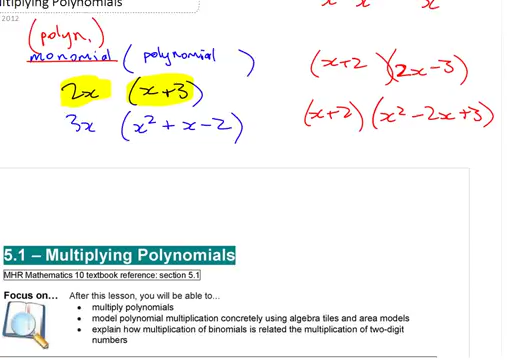 ltiplying Polynomials
2012
x x x
(polyn.)
monomial (polynomial)
2x (x+3)
3x (x² + x - 2)
(x+2)(2x-3)
(x+2)(x² - 2x + 3)
5.1 – Multiplying Polynomials
MHR Mathematics 10 textbook reference: section 5.1
Focus on… After this lesson, you will be able to...
• multiply polynomials
• model polynomial multiplication concretely using algebra tiles and area models
• explain how multiplication of binomials is related the multiplication of two-digit
numbers